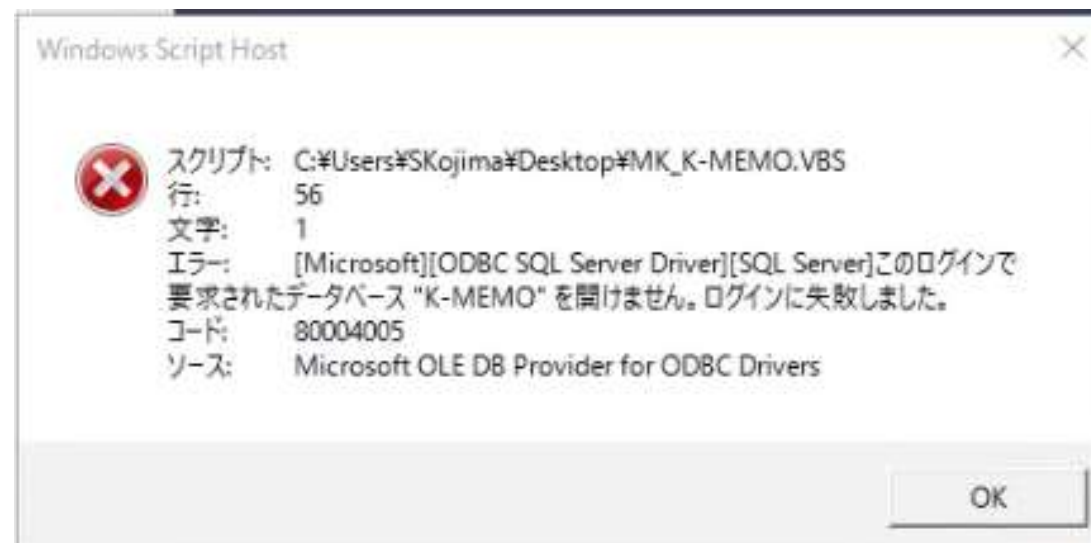 Windows Script Host
スクリプト: C:¥Users¥SKojima¥Desktop¥MK_K-MEMO.VBS
行: 56
文字: 1
エラー: [Microsoft][ODBC SQL Server Driver][SQL Server]このログインで
要求されたデータベース "K-MEMO" を開けません。ログインに失敗しました。
コード: 80004005
ソース: Microsoft OLE DB Provider for ODBC Drivers
OK